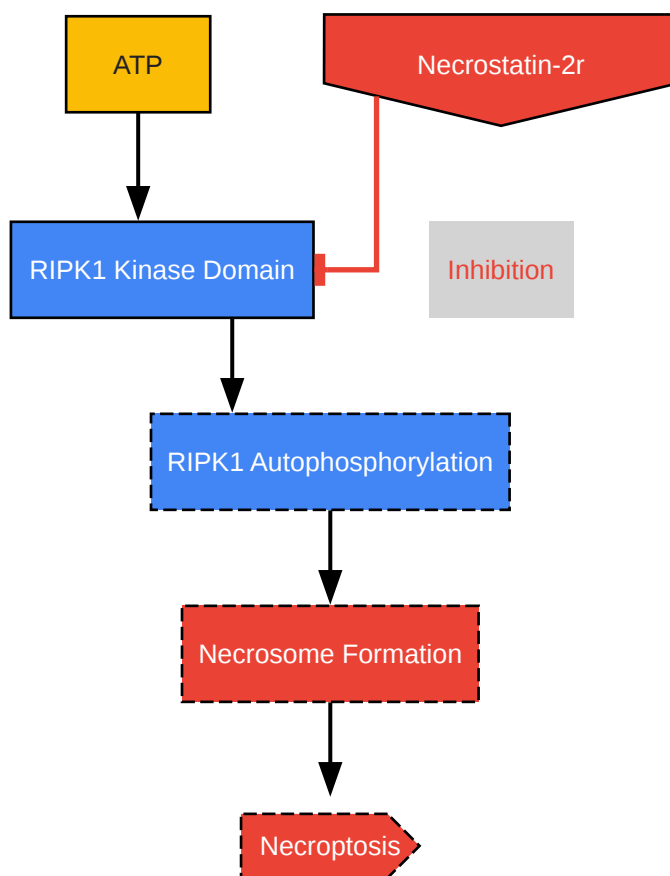 ATP
Necrostatin-2r
RIPK1 Kinase Domain
Inhibition
RIPK1 Autophosphorylation
Necrosome Formation
Necroptosis